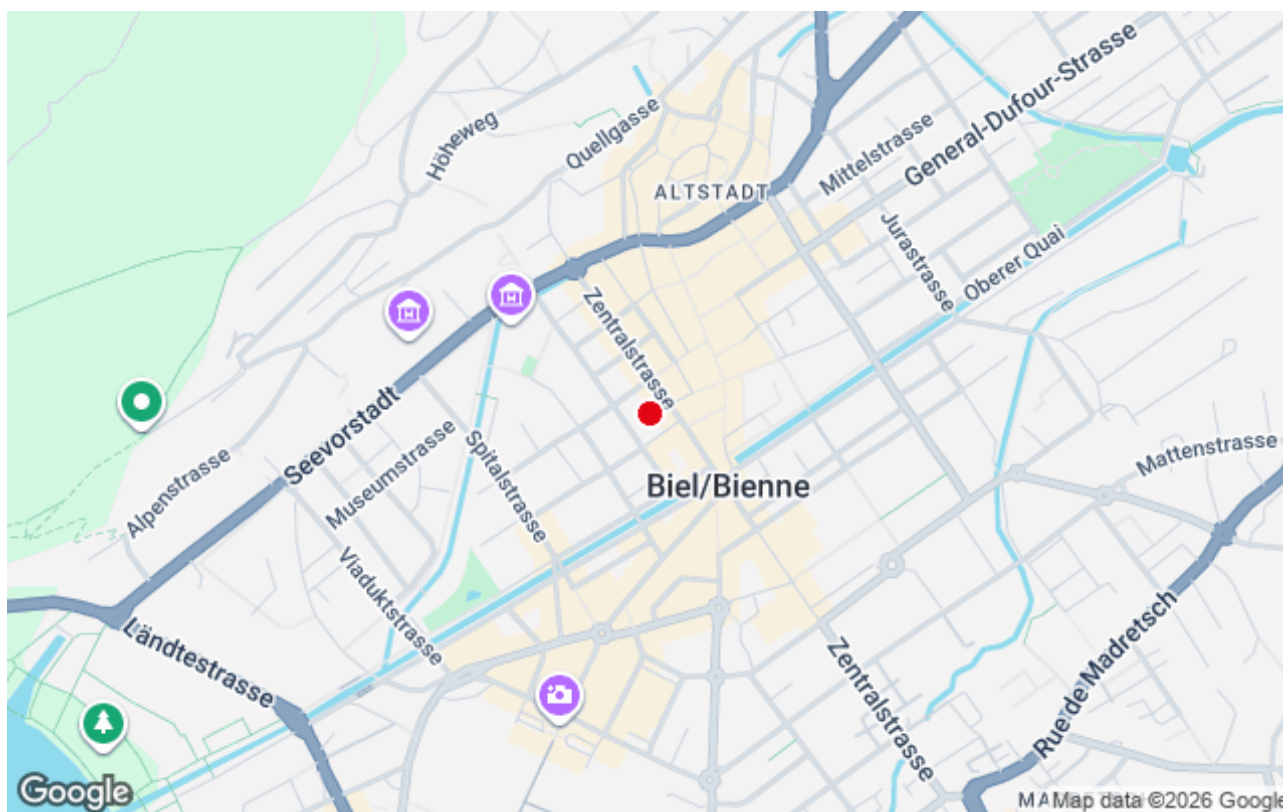 General-Dufour-Strasse
Höheweg
Quellgasse
Mittelstrasse
ALTSTADT
Jurastrasse
Oberer Quai
Zentralstrasse
Seevorstadt
Museumstrasse
Spitalstrasse
Alpenstrasse
Mattenstrasse
Biel/Bienne
Viaduktstrasse
Ländtestrasse
Zentralstrasse
Rue de Madretsch
Google
Map data ©2026 Google